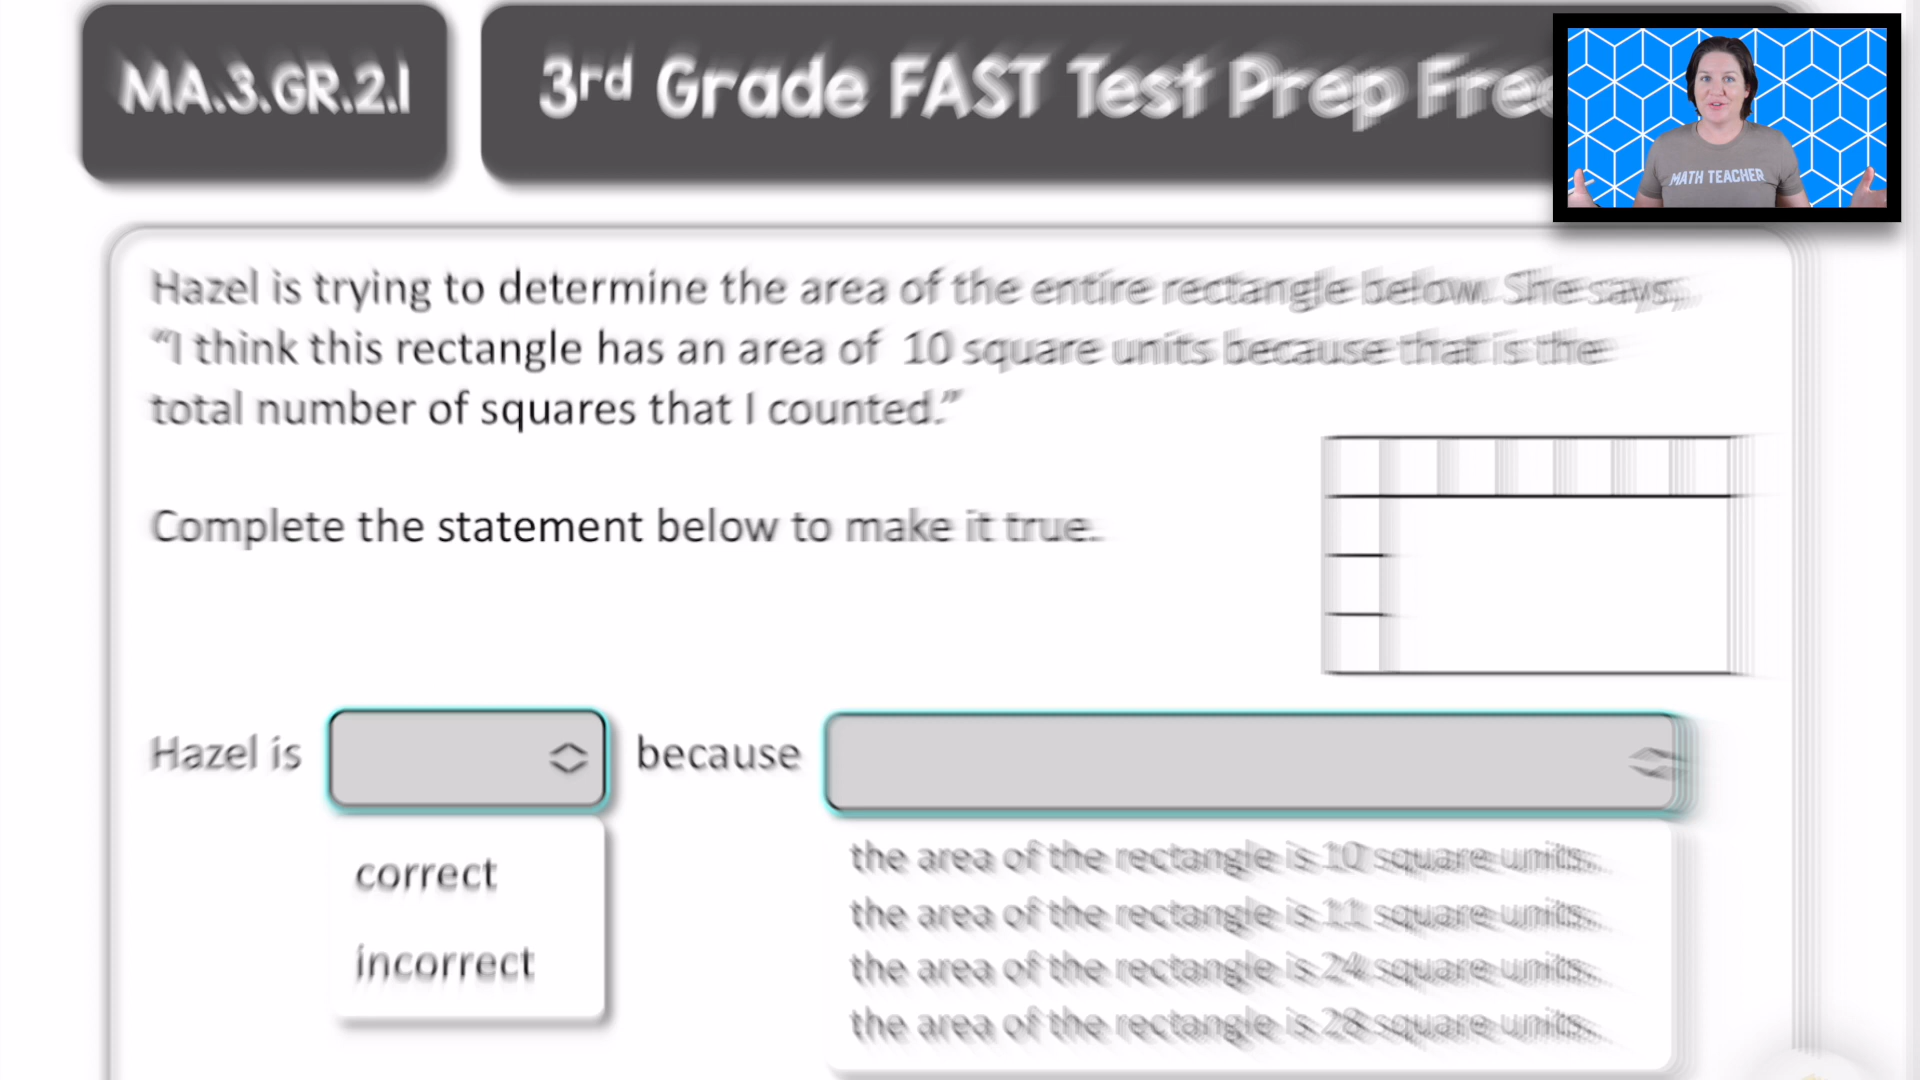 MA.3.GR.2.1
3rd Grade FAST Test Prep Free
MATH TEACHER
Hazel is trying to determine the area of the entire rectangle below. She says,
“I think this rectangle has an area of 10 square units because that is the
total number of squares that I counted.”
Complete the statement below to make it true.
Hazel is because
correct
incorrect
the area of the rectangle is 10 square units.
the area of the rectangle is 11 square units.
the area of the rectangle is 24 square units.
the area of the rectangle is 28 square units.